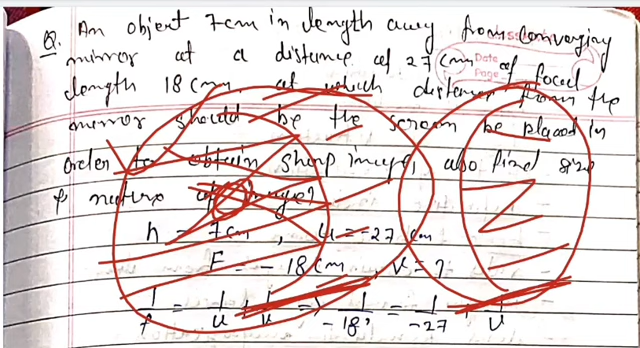 Q. An object 7cm in length away from converging
mirror at a distance of 27 cm of focal
Date
Page
length 18 cm, at which distance from the
mirror should be the screen be placed in
order to obtain sharp image, also find size
& nature of image?
h = 7cm , u = -27 cm
F = -18 cm , V = ?
1/f = 1/u + 1/v => 1/-18 = 1/-27 + 1/v